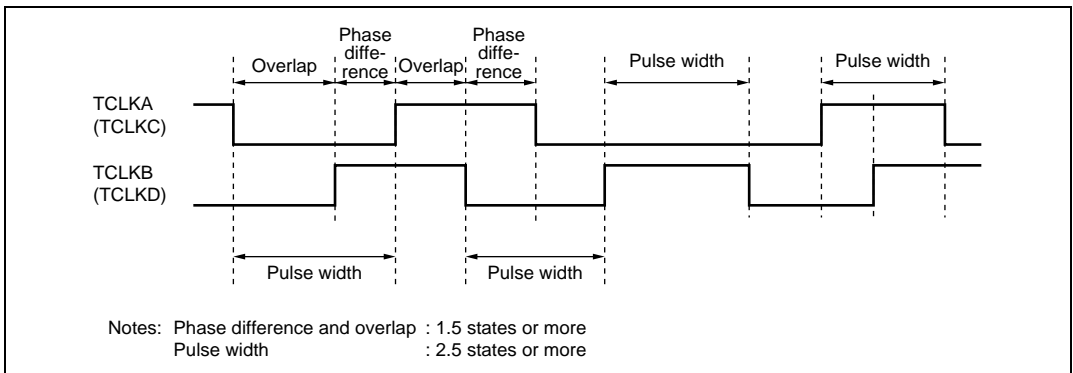 Phase
diffe-
rence
Phase
diffe-
rence
Overlap
Overlap
Pulse width
Pulse width
TCLKA
(TCLKC)
TCLKB
(TCLKD)
Pulse width
Pulse width
Notes: Phase difference and overlap : 1.5 states or more
Pulse width : 2.5 states or more